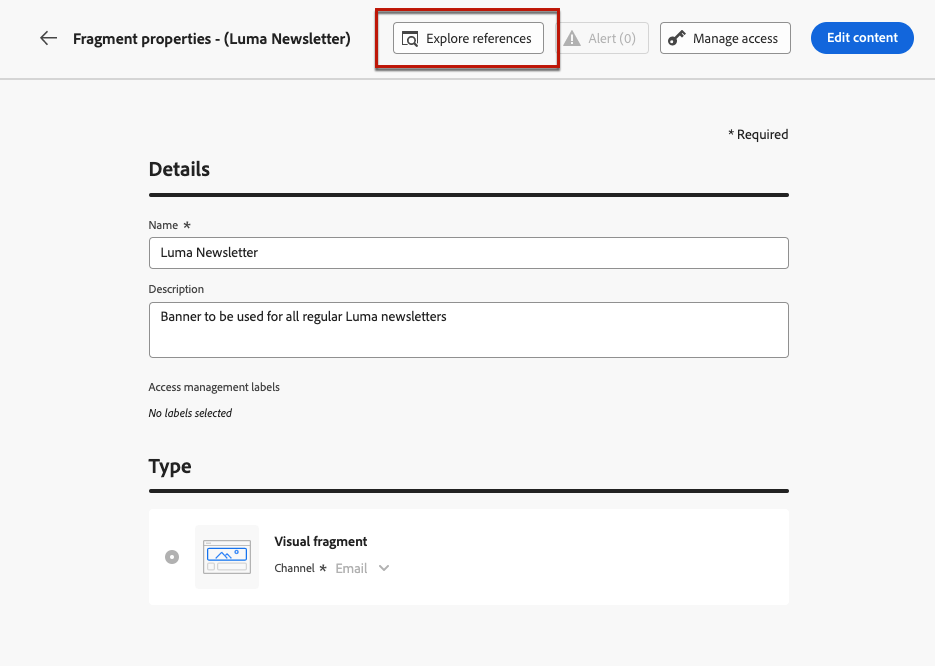 Fragment properties - (Luma Newsletter)
Explore references
Alert (0)
Manage access
Edit content
* Required
Details
Name *
Luma Newsletter
Description
Banner to be used for all regular Luma newsletters
Access management labels
No labels selected
Type
Visual fragment
Channel * Email